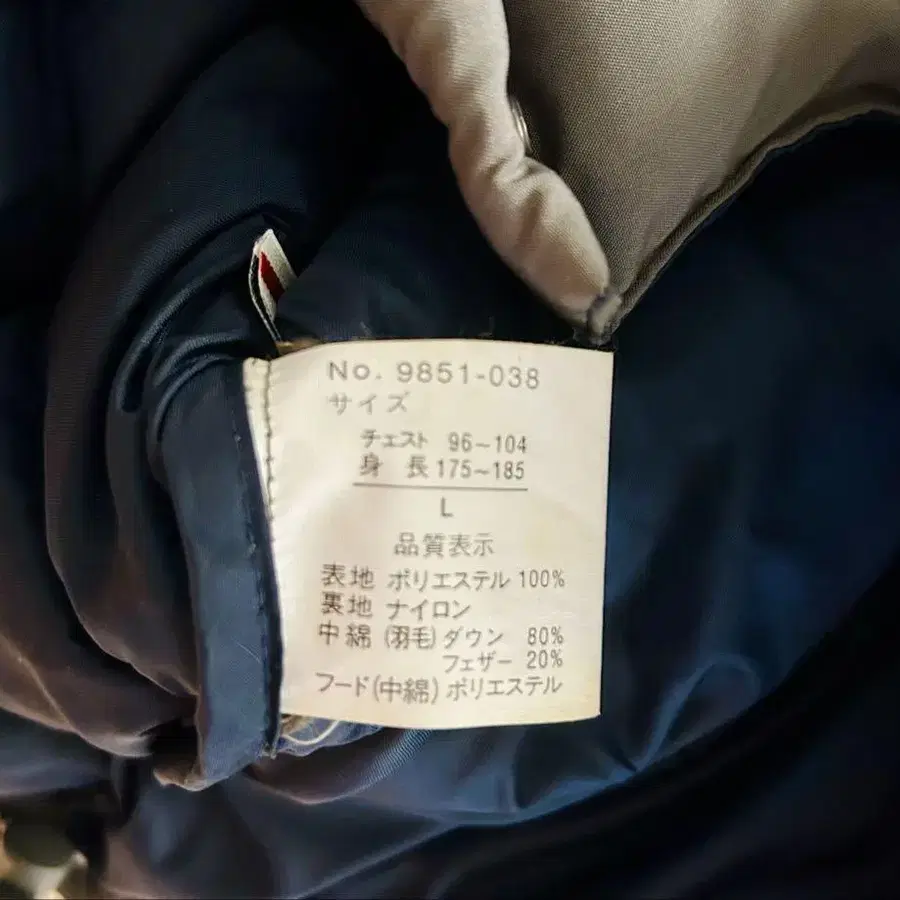 No. 9851-038
サイズ
チェスト 96~104
身長 175~185
L
品質表示
表地 ポリエステル 100%
裏地 ナイロン
中綿 (羽毛) ダウン 80%
フェザー 20%
フード(中綿) ポリエステル